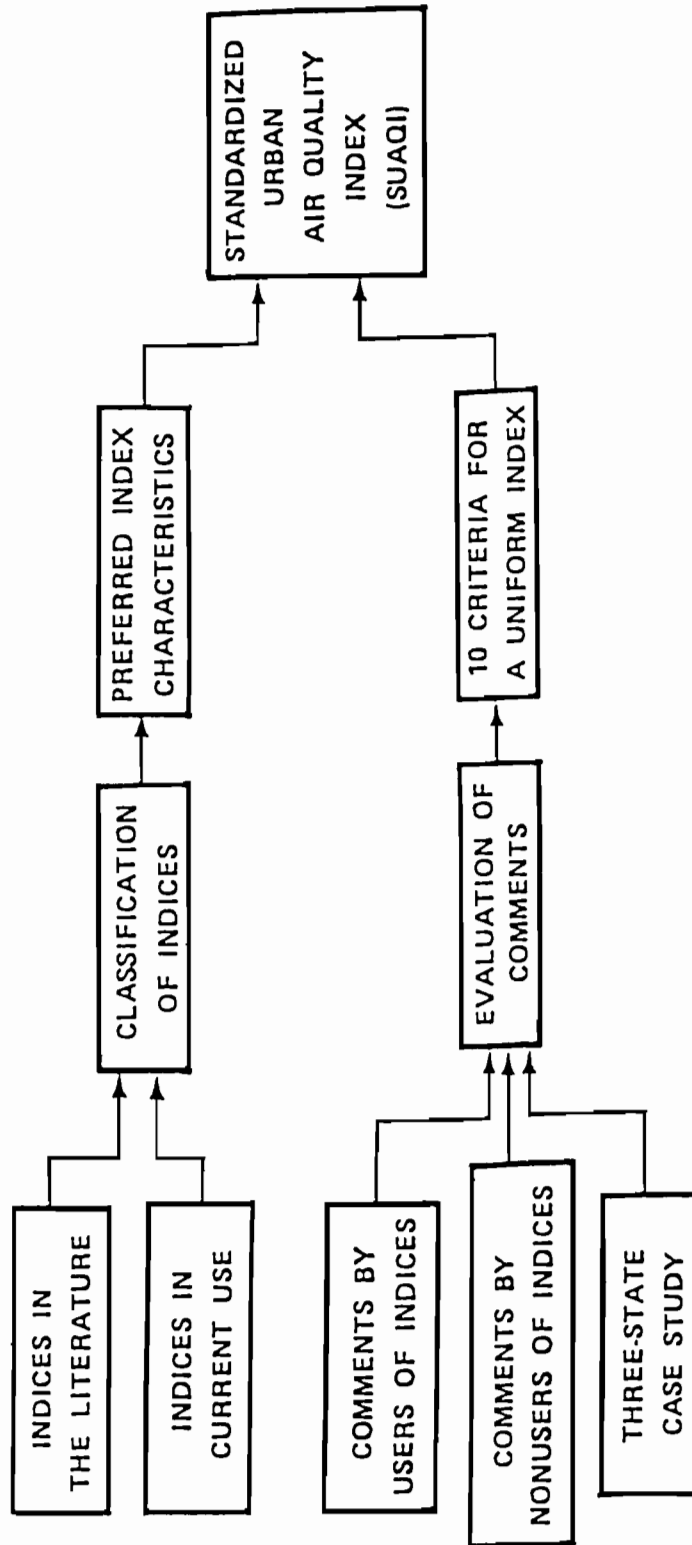 INDICES IN
THE LITERATURE
INDICES IN
CURRENT USE
CLASSIFICATION
OF INDICES
PREFERRED INDEX
CHARACTERISTICS
COMMENTS BY
USERS OF INDICES
COMMENTS BY
NONUSERS OF INDICES
THREE-STATE
CASE STUDY
EVALUATION OF
COMMENTS
10 CRITERIA FOR
A UNIFORM INDEX
STANDARDIZED
URBAN
AIR QUALITY
INDEX
(SUAQI)